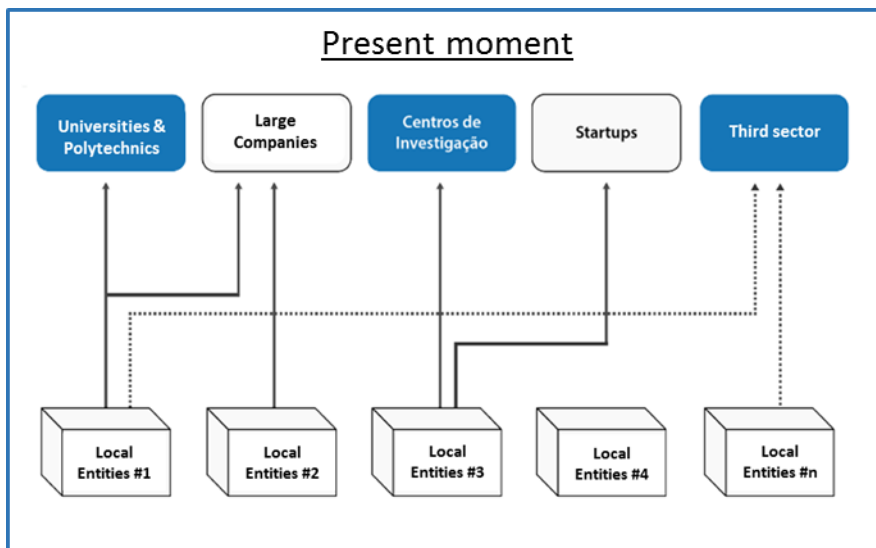 Present moment
Universities &
Polytechnics
Large
Companies
Centros de
Investigação
Startups
Third sector
Local
Entities #1
Local
Entities #2
Local
Entities #3
Local
Entities #4
Local
Entities #n